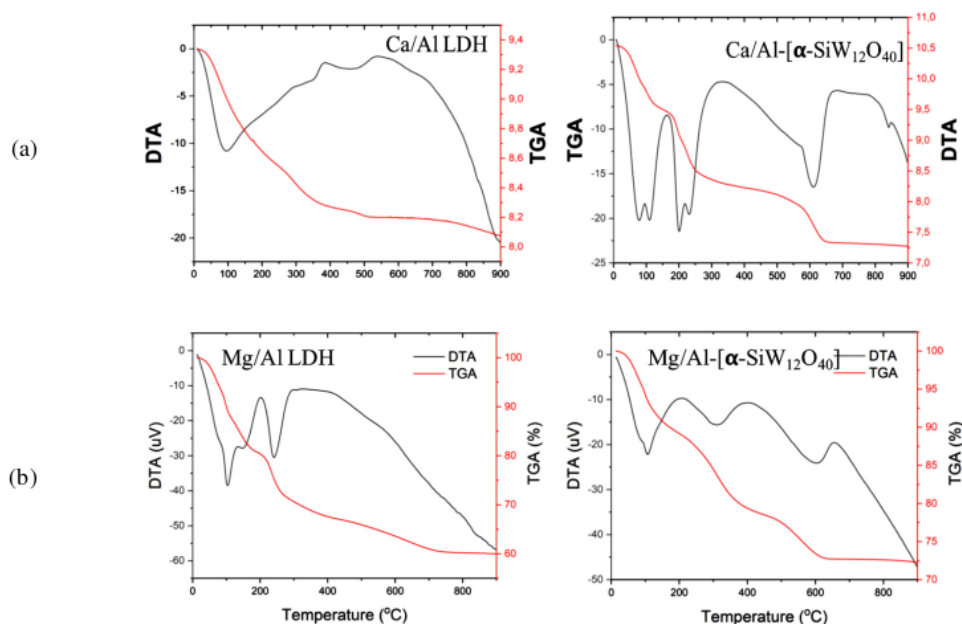 (a)
Ca/Al LDH
DTA
0
-5
-10
-15
-20
0 100 200 300 400 500 600 700 800 900
9,4
9,2
9,0
8,8
8,6
8,4
8,2
8,0
TGA
Ca/Al-[α-SiW12O40]
TGA
0
-5
-10
-15
-20
-25
0 100 200 300 400 500 600 700 800 900
11,0
10,5
10,0
9,5
9,0
8,5
8,0
7,5
7,0
DTA
(b)
Mg/Al LDH
DTA
TGA
DTA (uV)
0
-10
-20
-30
-40
-50
-60
0 200 400 600 800
100
90
80
70
60
TGA (%)
Temperature (°C)
Mg/Al-[α-SiW12O40]
DTA
TGA
DTA (uV)
0
-10
-20
-30
-40
-50
0 200 400 600 800
100
95
90
85
80
75
70
TGA (%)
Temperature (°C)